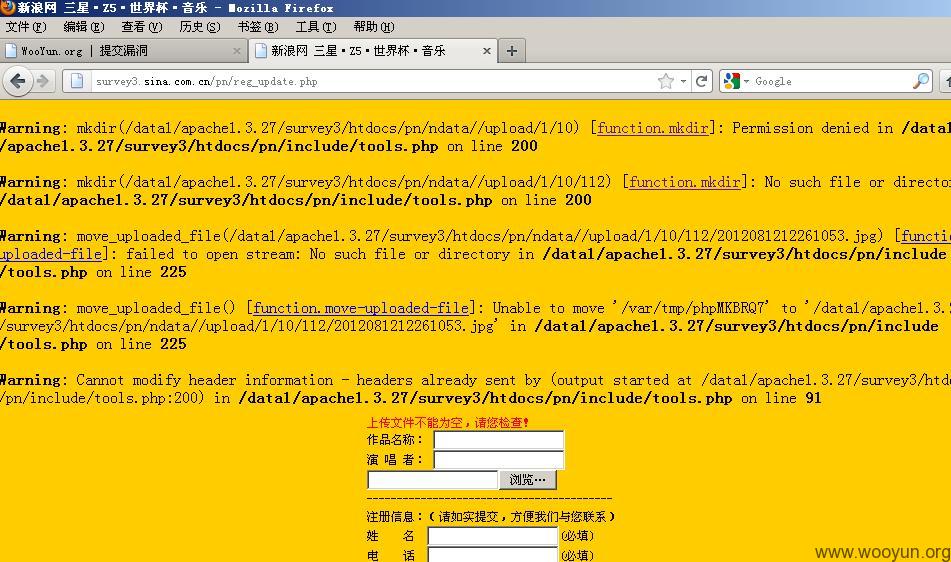 新浪网 三星·Z5·世界杯·音乐 - Mozilla Firefox
文件(F) 编辑(E) 查看(V) 历史(S) 书签(B) 工具(T) 帮助(H)
WooYun.org | 提交漏洞 × 新浪网 三星·Z5·世界杯·音乐 × +
survey3.sina.com.cn/pn/reg_update.php Google
Warning: mkdir(/data1/apache1.3.27/survey3/htdocs/pn/ndata//upload/1/10) [function.mkdir]: Permission denied in /data1
/apache1.3.27/survey3/htdocs/pn/include/tools.php on line 200
Warning: mkdir(/data1/apache1.3.27/survey3/htdocs/pn/ndata//upload/1/10/112) [function.mkdir]: No such file or directo
/data1/apache1.3.27/survey3/htdocs/pn/include/tools.php on line 200
Warning: move_uploaded_file(/data1/apache1.3.27/survey3/htdocs/pn/ndata//upload/1/10/112/2012081212261053.jpg) [functi
uploaded-file]: failed to open stream: No such file or directory in /data1/apache1.3.27/survey3/htdocs/pn/include
/tools.php on line 225
Warning: move_uploaded_file() [function.move-uploaded-file]: Unable to move '/var/tmp/phpMKBRQ7' to '/data1/apache1.3.2
/survey3/htdocs/pn/ndata//upload/1/10/112/2012081212261053.jpg' in /data1/apache1.3.27/survey3/htdocs/pn/include
/tools.php on line 225
Warning: Cannot modify header information - headers already sent by (output started at /data1/apache1.3.27/survey3/htd
/pn/include/tools.php:200) in /data1/apache1.3.27/survey3/htdocs/pn/include/tools.php on line 91
上传文件不能为空，请您检查!
作品名称：
演 唱 者：
浏览…
-----------------------------------------
注册信息：(请如实提交，方便我们与您联系)
姓 名 (必填)
电 话 (必填)
www.wooyun.org